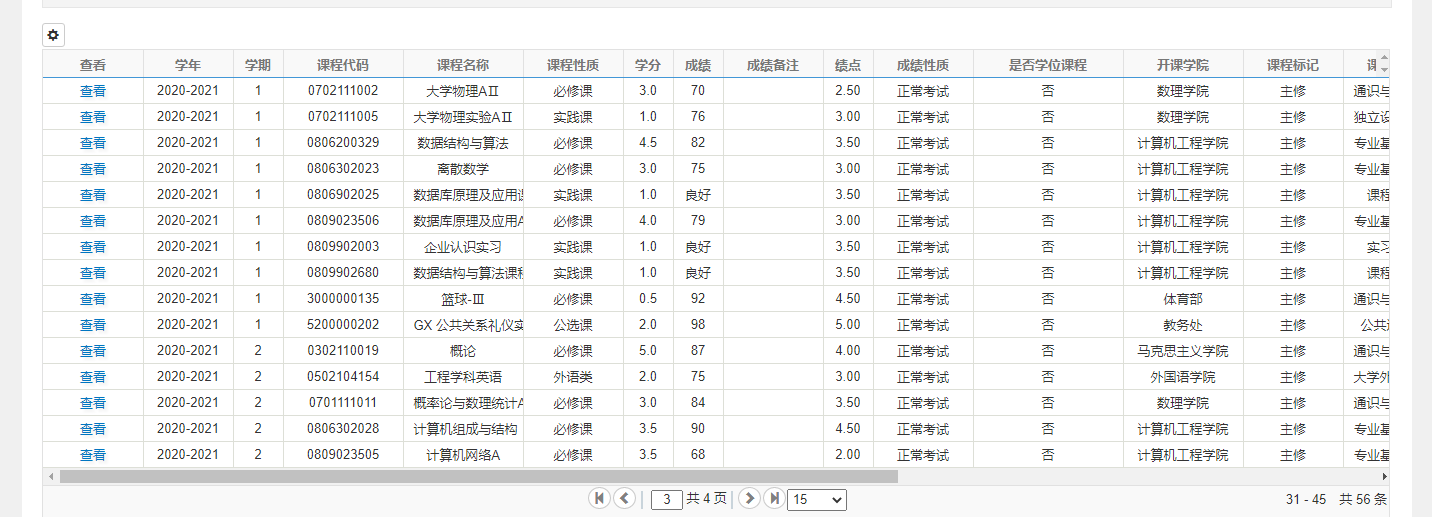 查看 学年 学期 课程代码 课程名称 课程性质 学分 成绩 成绩备注 绩点 成绩性质 是否学位课程 开课学院 课程标记
查看 2020-2021 1 0702111002 大学物理AⅡ 必修课 3.0 70 2.50 正常考试 否 数理学院 主修 通识与
查看 2020-2021 1 0702111005 大学物理实验AⅡ 实践课 1.0 76 3.00 正常考试 否 数理学院 主修 独立设
查看 2020-2021 1 0806200329 数据结构与算法 必修课 4.5 82 3.50 正常考试 否 计算机工程学院 主修 专业基
查看 2020-2021 1 0806302023 离散数学 必修课 3.0 75 3.00 正常考试 否 计算机工程学院 主修 专业基
查看 2020-2021 1 0806902025 数据库原理及应用课 实践课 1.0 良好 3.50 正常考试 否 计算机工程学院 主修 课程
查看 2020-2021 1 0809023506 数据库原理及应用A 必修课 4.0 79 3.00 正常考试 否 计算机工程学院 主修 专业基
查看 2020-2021 1 0809902003 企业认识实习 实践课 1.0 良好 3.50 正常考试 否 计算机工程学院 主修 实习
查看 2020-2021 1 0809902680 数据结构与算法课程 实践课 1.0 良好 3.50 正常考试 否 计算机工程学院 主修 课程
查看 2020-2021 1 3000000135 篮球-Ⅲ 必修课 0.5 92 4.50 正常考试 否 体育部 主修 通识与
查看 2020-2021 1 5200000202 GX 公共关系礼仪实 公选课 2.0 98 5.00 正常考试 否 教务处 主修 公共
查看 2020-2021 2 0302110019 概论 必修课 5.0 87 4.00 正常考试 否 马克思主义学院 主修 通识与
查看 2020-2021 2 0502104154 工程学科英语 外语类 2.0 75 3.00 正常考试 否 外国语学院 主修 大学外
查看 2020-2021 2 0701111011 概率论与数理统计A 必修课 3.0 84 3.50 正常考试 否 数理学院 主修 通识与
查看 2020-2021 2 0806302028 计算机组成与结构 必修课 3.5 90 4.50 正常考试 否 计算机工程学院 主修 专业基
查看 2020-2021 2 0809023505 计算机网络A 必修课 3.5 68 2.00 正常考试 否 计算机工程学院 主修 专业基
3 共 4 页 15 31 - 45 共 56 条